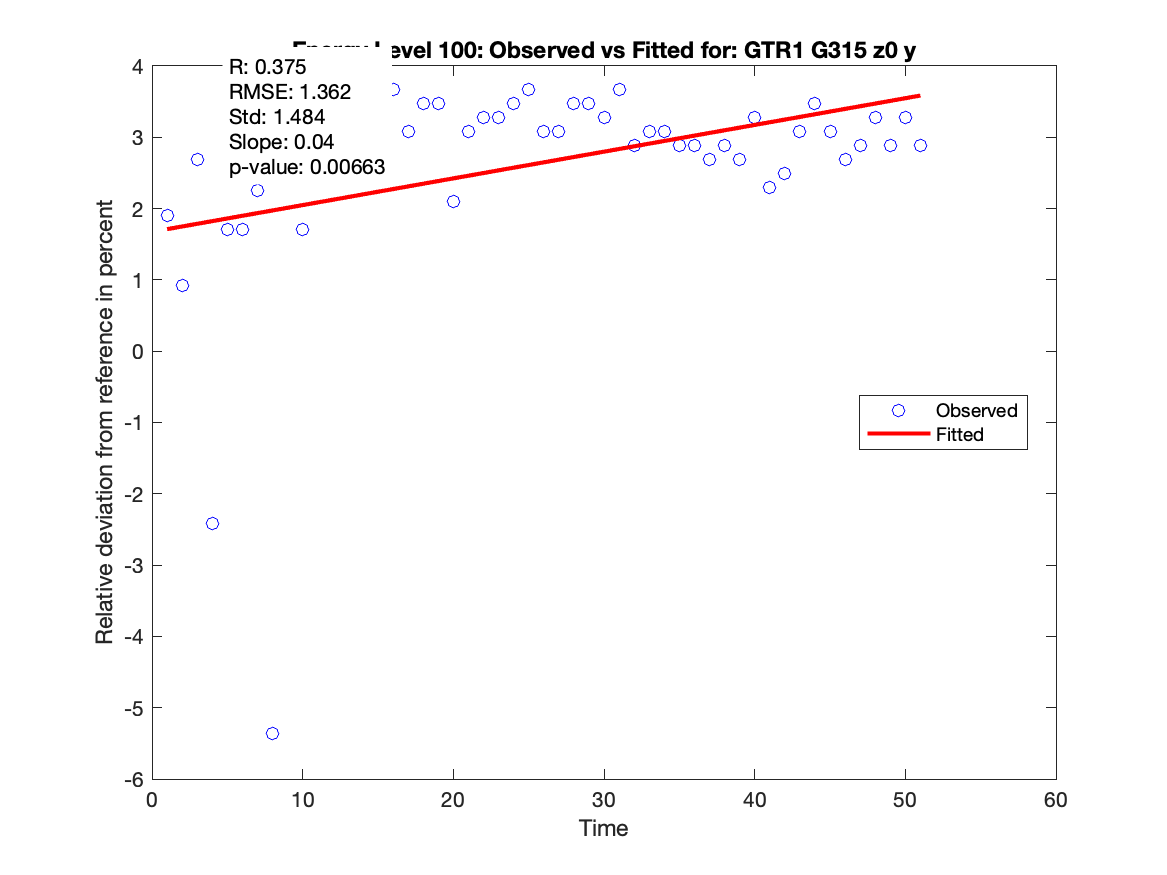 Level 100: Observed vs Fitted for: GTR1 G315 z0 y
R: 0.375
RMSE: 1.362
Std: 1.484
Slope: 0.04
p-value: 0.00663
4
3
2
1
0
-1
-2
-3
-4
-5
-6
Relative deviation from reference in percent
Observed
Fitted
0 10 20 30 40 50 60
Time